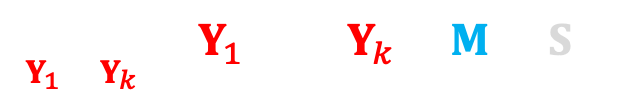 𝐘₁ 𝐘ₖ 𝐌 𝐒
𝐘₁ 𝐘ₖ